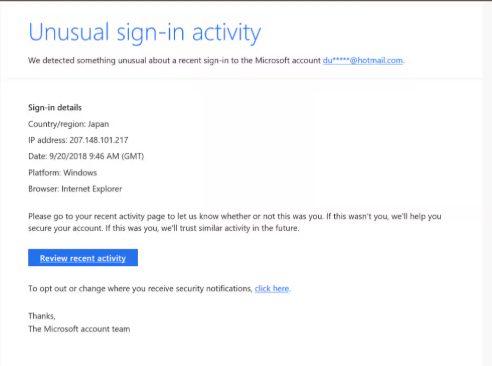 Unusual sign-in activity
We detected something unusual about a recent sign-in to the Microsoft account du*****@hotmail.com.
Sign-in details
Country/region: Japan
IP address: 207.148.101.217
Date: 9/20/2018 9:46 AM (GMT)
Platform: Windows
Browser: Internet Explorer
Please go to your recent activity page to let us know whether or not this was you. If this wasn't you, we'll help you
secure your account. If this was you, we'll trust similar activity in the future.
Review recent activity
To opt out or change where you receive security notifications, click here.
Thanks,
The Microsoft account team